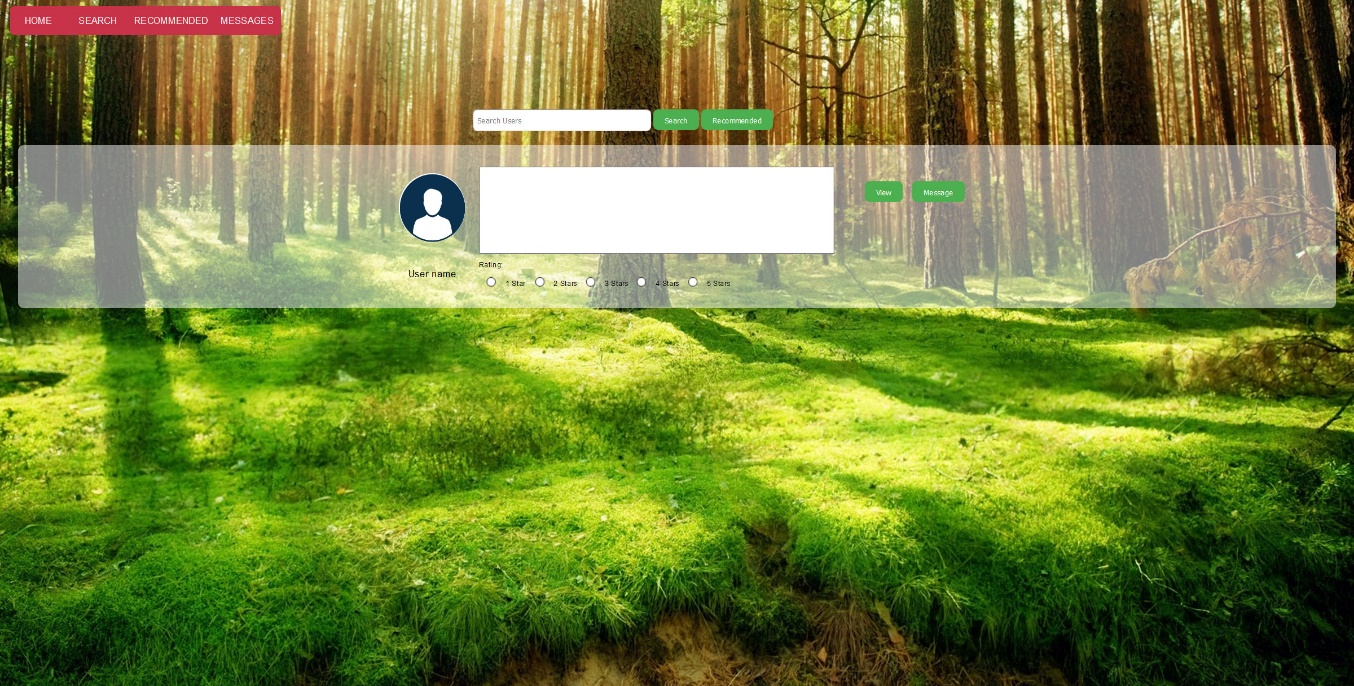 HOME SEARCH RECOMMENDED MESSAGES
Search Users Search Recommended
View Message
Rating:
User name
1 Star 2 Stars 3 Stars 4 Stars 5 Stars